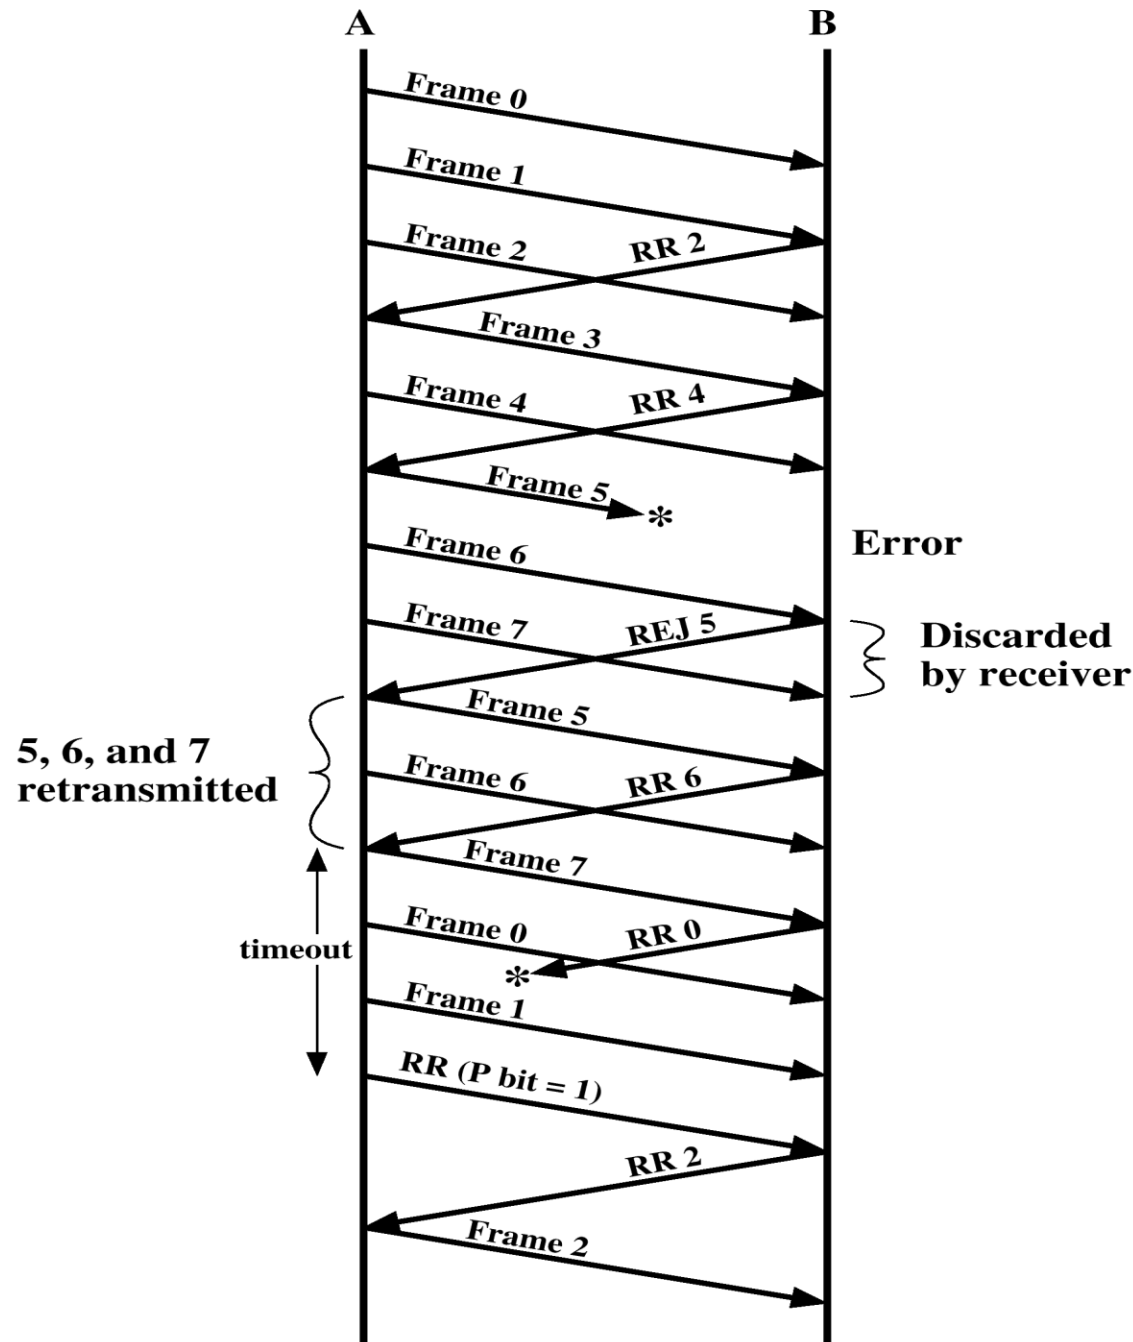 A
B
Frame 0
Frame 1
Frame 2
RR 2
Frame 3
Frame 4
RR 4
Frame 5
*
Frame 6
Error
Frame 7
REJ 5
Discarded
by receiver
Frame 5
5, 6, and 7
retransmitted
Frame 6
RR 6
Frame 7
Frame 0
RR 0
timeout
*
Frame 1
RR (P bit = 1)
RR 2
Frame 2